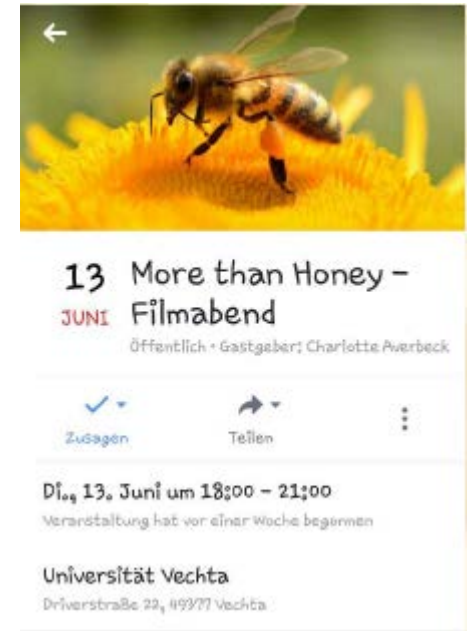 13 More than Honey -
JUNI Filmabend
Öffentlich • Gastgeber: Charlotte Averbeck
Zusagen Teilen
Di., 13. Juni um 18:00 - 21:00
Veranstaltung hat vor einer Woche begonnen
Universität Vechta
Driverstraße 22, 49377 Vechta